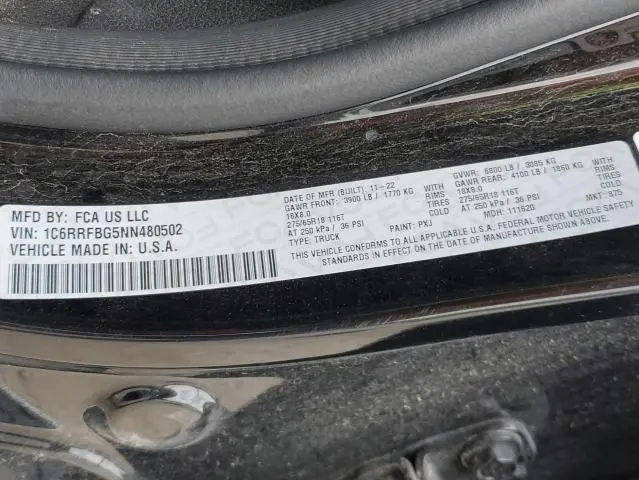 MFD BY: FCA US LLC
VIN: 1C6RRFBG5NN480502
VEHICLE MADE IN U.S.A.
DATE OF MFR (BUILT): 11-22 GVWR: 6800 LB / 3085 KG
GAWR FRONT: 3900 LB / 1770 KG WITH GAWR REAR: 4100 LB / 1860 KG WITH
18X8.0 RIMS 18X8.0 RIMS
275/65R18 116T TIRES 275/65R18 116T TIRES
AT 250 kPa / 36 PSI COLD AT 250 kPa / 36 PSI COLD
TYPE: TRUCK PAINT: PXJ MDH: 111520 MKT: 975
THIS VEHICLE CONFORMS TO ALL APPLICABLE U.S.A. FEDERAL MOTOR VEHICLE SAFETY
STANDARDS IN EFFECT ON THE DATE OF MANUFACTURE SHOWN ABOVE.